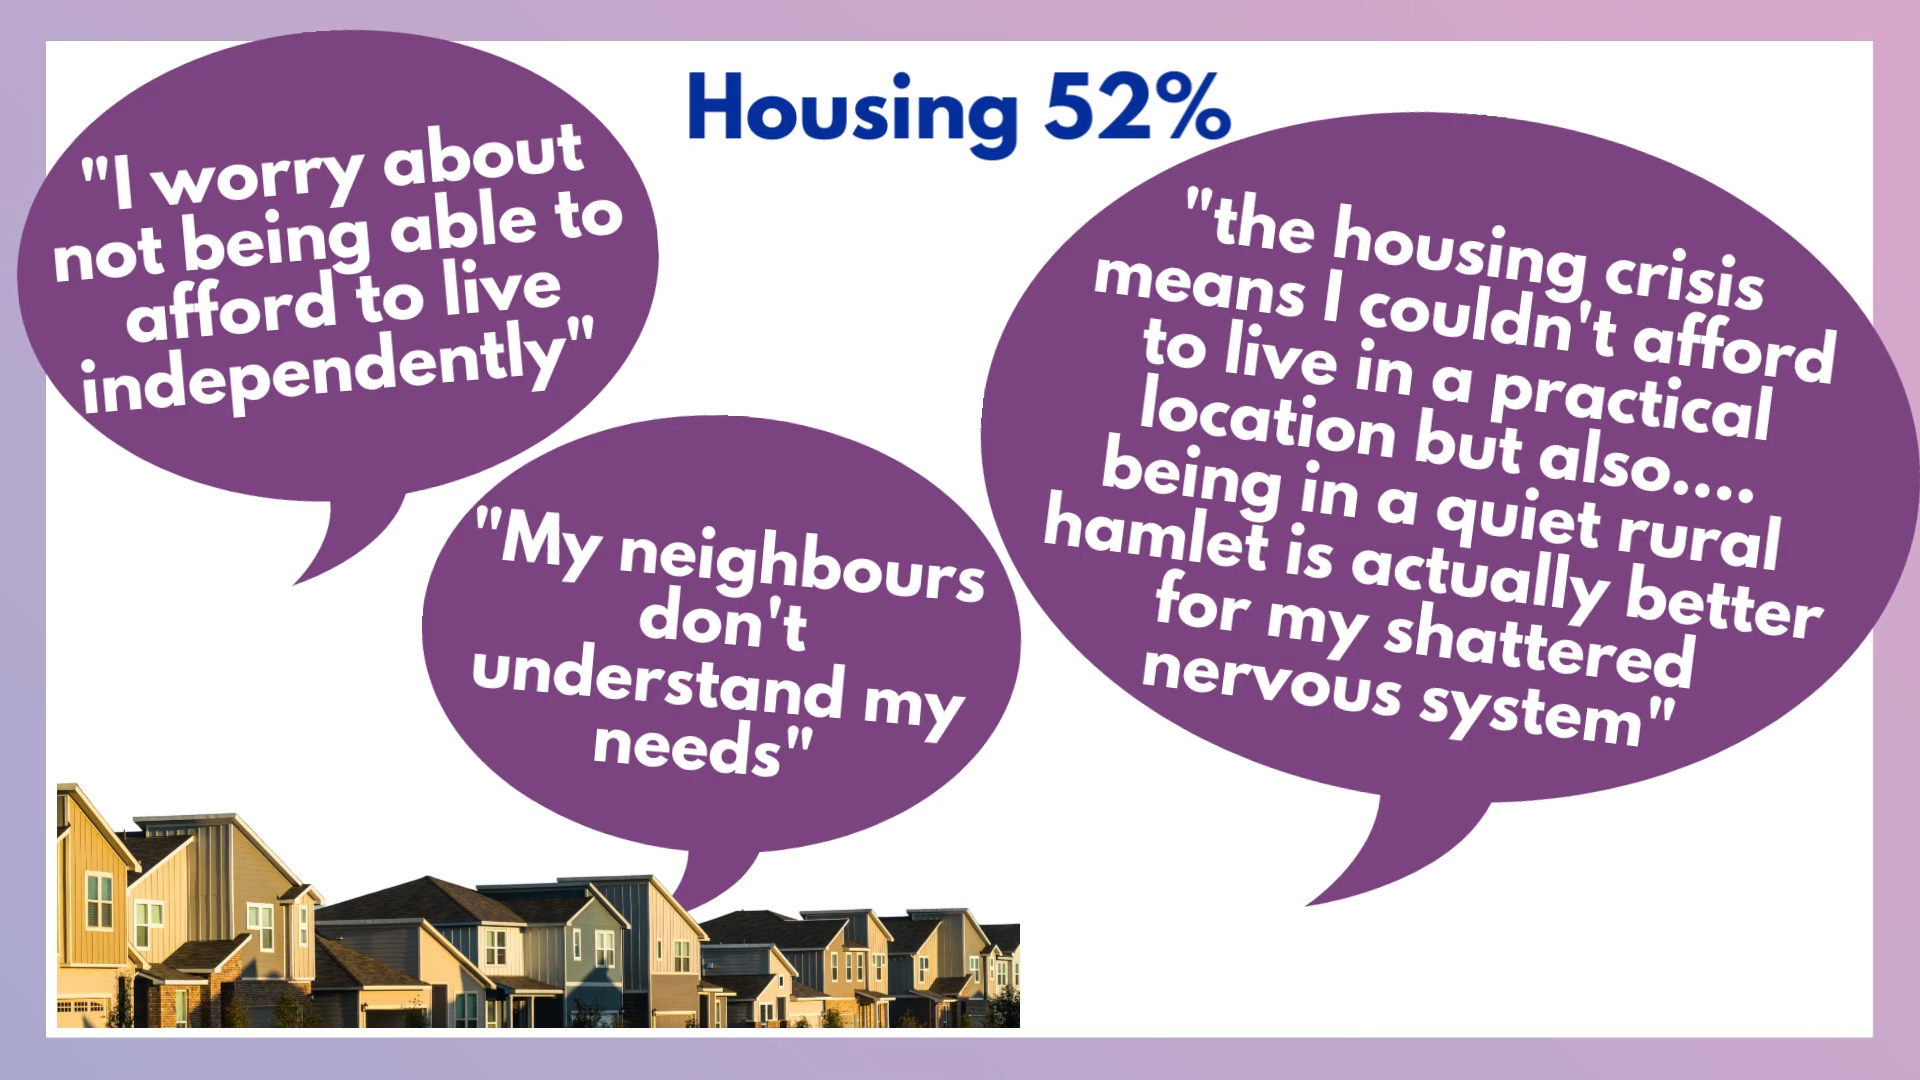 Housing 52%
"I worry about
not being able to
afford to live
independently"
"My neighbours
don't
understand my
needs"
"the housing crisis
means I couldn't afford
to live in a practical
location but also....
being in a quiet rural
hamlet is actually better
for my shattered
nervous system"